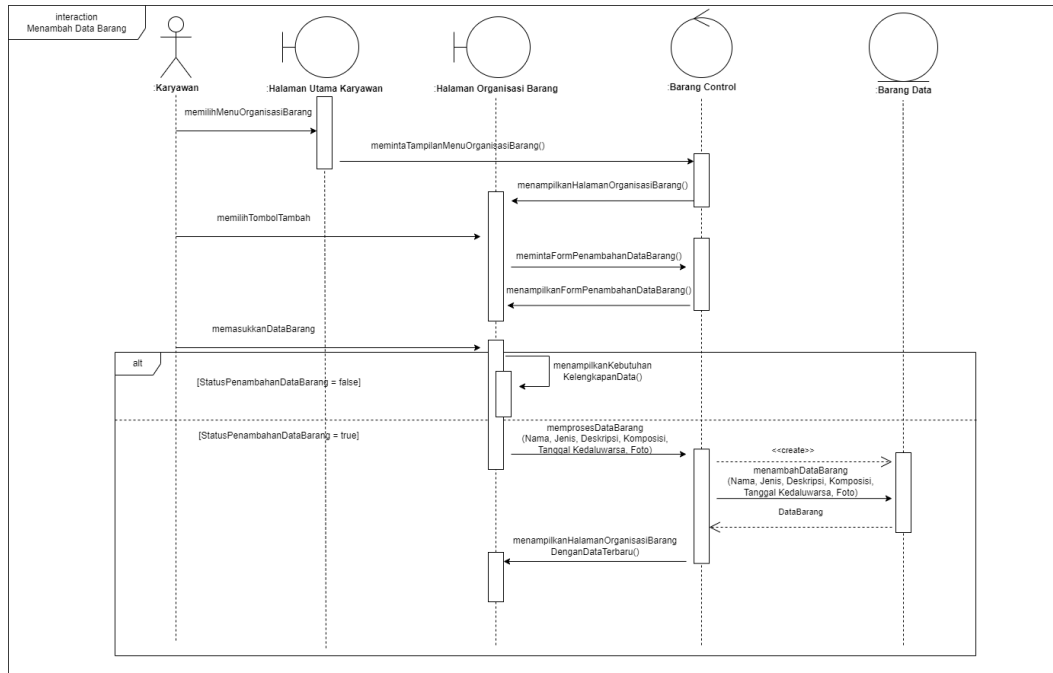 interaction
Menambah Data Barang
:Karyawan
:Halaman Utama Karyawan
:Halaman Organisasi Barang
:Barang Control
:Barang Data
memilihMenuOrganisasiBarang
memintaTampilanMenuOrganisasiBarang()
menampilkanHalamanOrganisasiBarang()
memilihTombolTambah
memintaFormPenambahanDataBarang()
menampilkanFormPenambahanDataBarang()
memasukkanDataBarang
alt
menampilkanKebutuhan
KelengkapanData()
[StatusPenambahanDataBarang = false]
[StatusPenambahanDataBarang = true]
memprosesDataBarang
(Nama, Jenis, Deskripsi, Komposisi,
Tanggal Kedaluwarsa, Foto)
<<create>>
menambahDataBarang
(Nama, Jenis, Deskripsi, Komposisi,
Tanggal Kedaluwarsa, Foto)
DataBarang
menampilkanHalamanOrganisasiBarang
DenganDataTerbaru()